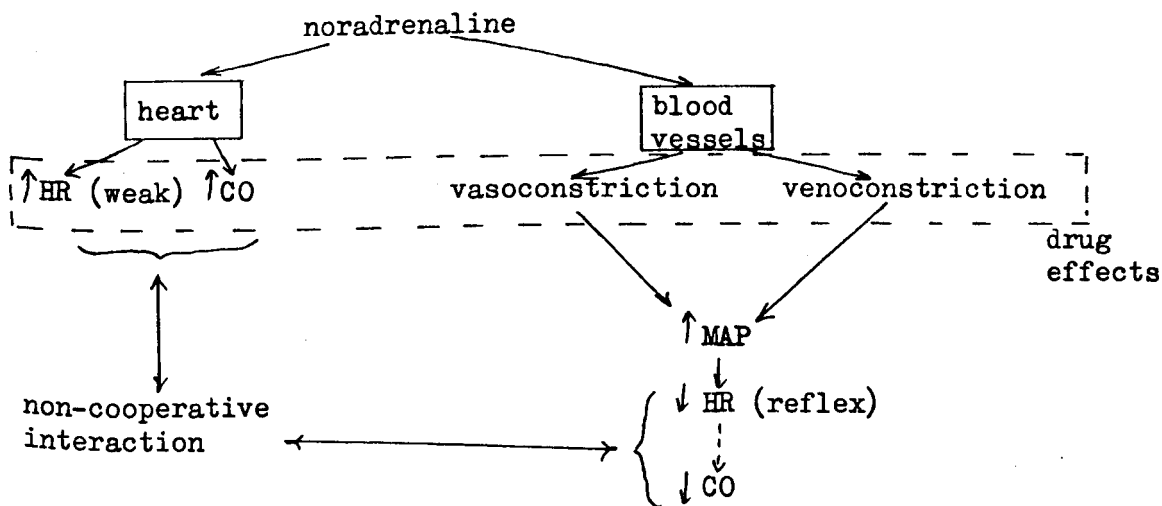 noradrenaline
heart
blood
vessels
↑HR (weak) ↑CO
vasoconstriction
venoconstriction
drug
effects
↑ MAP
↓ HR (reflex)
non-cooperative
interaction
↓ CO